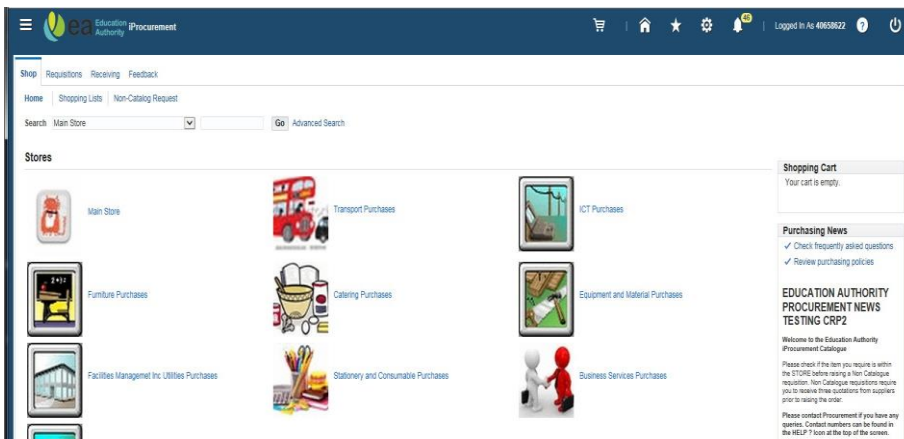 ea Education Authority iProcurement
46
Logged In As 40658622
?
Shop Requisitions Receiving Feedback
Home Shopping Lists Non-Catalog Request
Search Main Store Go Advanced Search
Stores
Main Store
Transport Purchases
ICT Purchases
Furniture Purchases
Catering Purchases
Equipment and Material Purchases
Facilities Managemet Inc Utilities Purchases
Stationery and Consumable Purchases
Business Services Purchases
Shopping Cart
Your cart is empty.
Purchasing News
Check frequently asked questions
Review purchasing policies
EDUCATION AUTHORITY
PROCUREMENT NEWS
TESTING CRP2
Welcome to the Education Authority
iProcurement Catalogue
Please check if the item you require is within
the STORE before raising a Non Catalogue
requisition. Non Catalogue requisitions require
you to receive three quotations from suppliers
prior to raising the order.
Please contact Procurement if you have any
queries. Contact numbers can be found in
the HELP ? Icon at the top of the screen.